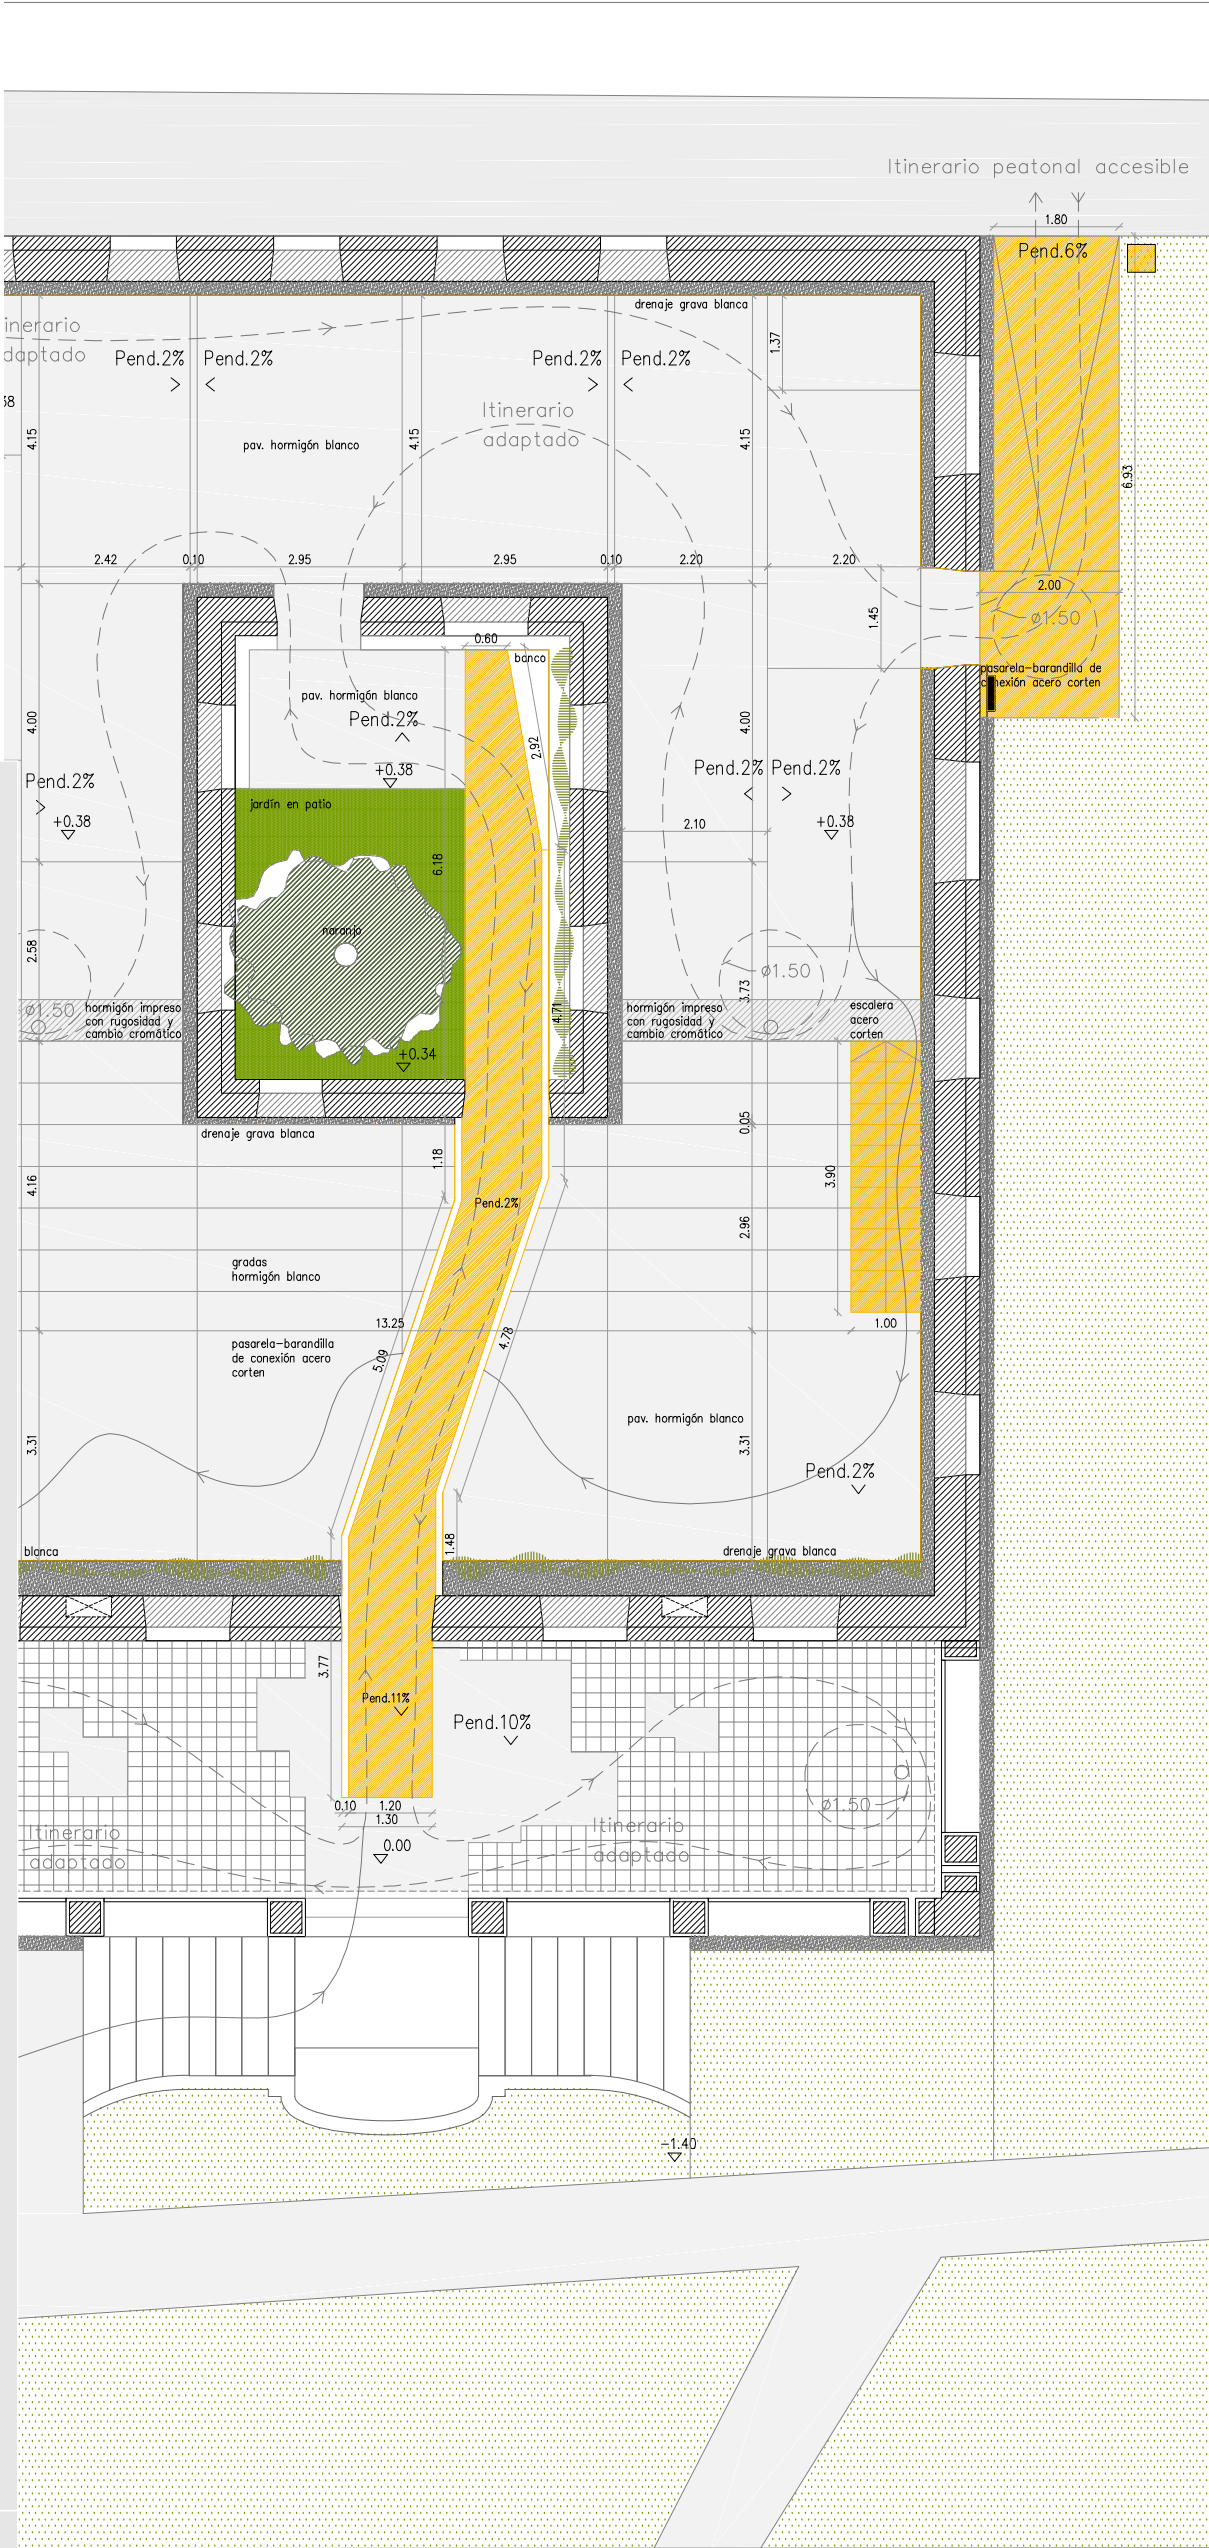 Itinerario peatonal accesible
1.80
Pend.6%
drenaje grava blanca
inerario
daptado
Pend.2% Pend.2%
Pend.2% Pend.2%
1.37
38
Itinerario
adaptado
4.15
4.15
4.15
pav. hormigón blanco
6.93
2.42
0.10
2.95
2.95
0.10
2.20
2.20
2.00
1.45
ø1.50
0.60
banco
pasarela-barandilla de
conexión acero corten
pav. hormigón blanco
Pend.2%
4.00
4.00
2.92
Pend.2%
+0.38
Pend.2% Pend.2%
+0.38
jardín en patio
+0.38
2.10
6.18
naranjo
2.58
ø1.50
3.73
ø1.50
hormigón impreso
con rugosidad y
cambio cromático
4.71
hormigón impreso
con rugosidad y
cambio cromático
escalera
acero
corten
+0.34
drenaje grava blanca
0.05
1.18
4.16
3.90
Pend.2%
2.96
gradas
hormigón blanco
13.25
1.00
pasarela-barandilla
de conexión acero
corten
5.09
4.78
pav. hormigón blanco
3.31
3.31
Pend.2%
1.48
blanca
drenaje grava blanca
3.77
Pend.11%
Pend.10%
0.10
1.20
1.30
ø1.50
Itinerario
adaptado
0.00
Itinerario
adaptado
-1.40